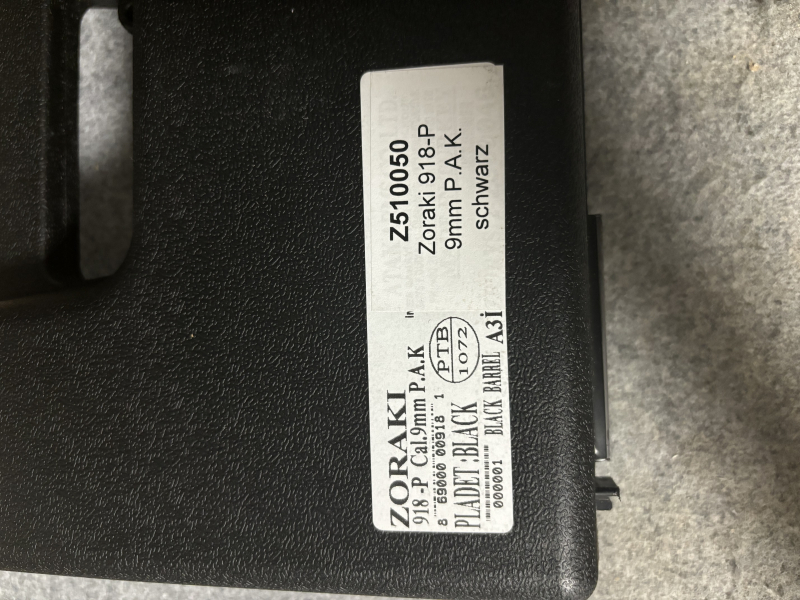 ZORAKI
918 -P Cal.9mm P.A.K
8 69000 00918 1
PTB
1072
PLADET:BLACK
000001
BLACK BARREL A3İ
Z510050
Zoraki 918-P
9mm P.A.K.
schwarz